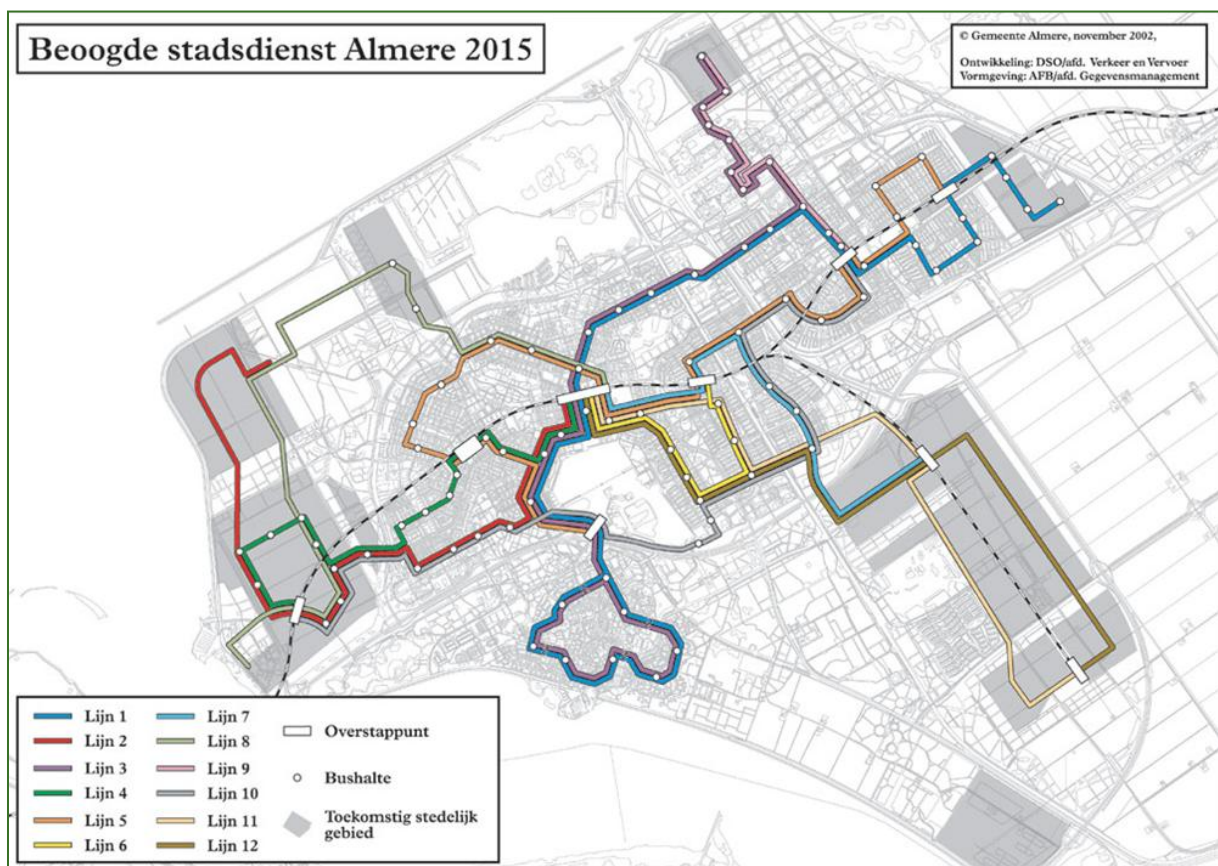 Beoogde stadsdienst Almere 2015
© Gemeente Almere, november 2002,
Ontwikkeling: DSO/afd. Verkeer en Vervoer
Vormgeving: AFB/afd. Gegevensmanagement
Lijn 1
Lijn 2
Lijn 3
Lijn 4
Lijn 5
Lijn 6
Lijn 7
Lijn 8
Lijn 9
Lijn 10
Lijn 11
Lijn 12
Overstappunt
Bushalte
Toekomstig stedelijk
gebied